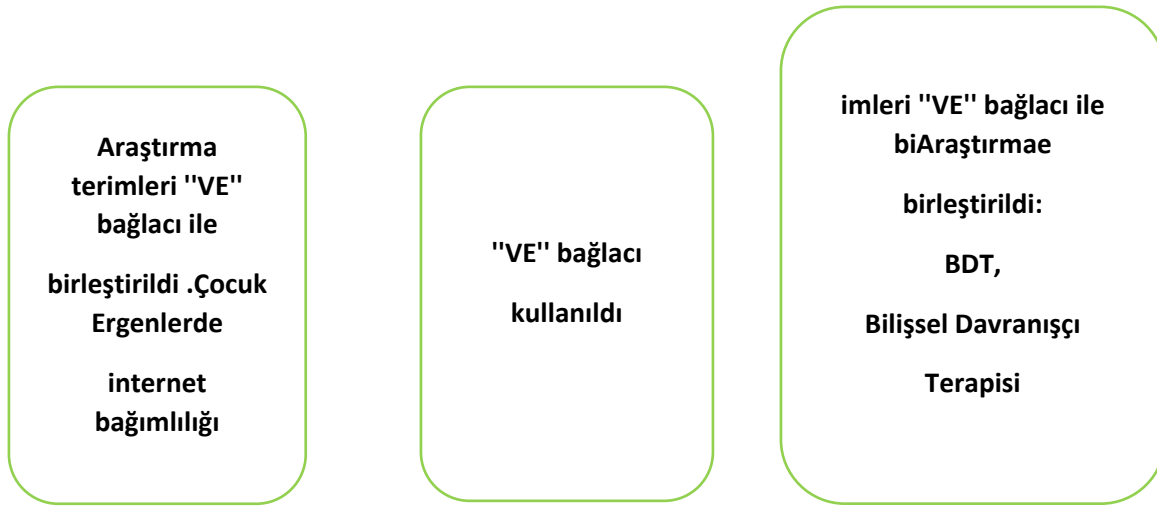 Araştırma
terimleri "VE"
bağlacı ile
birleştirildi .Çocuk
Ergenlerde
internet
bağımlılığı
"VE" bağlacı
kullanıldı
imleri "VE" bağlacı ile
biAraştırmae
birleştirildi:
BDT,
Bilişsel Davranışçı
Terapisi